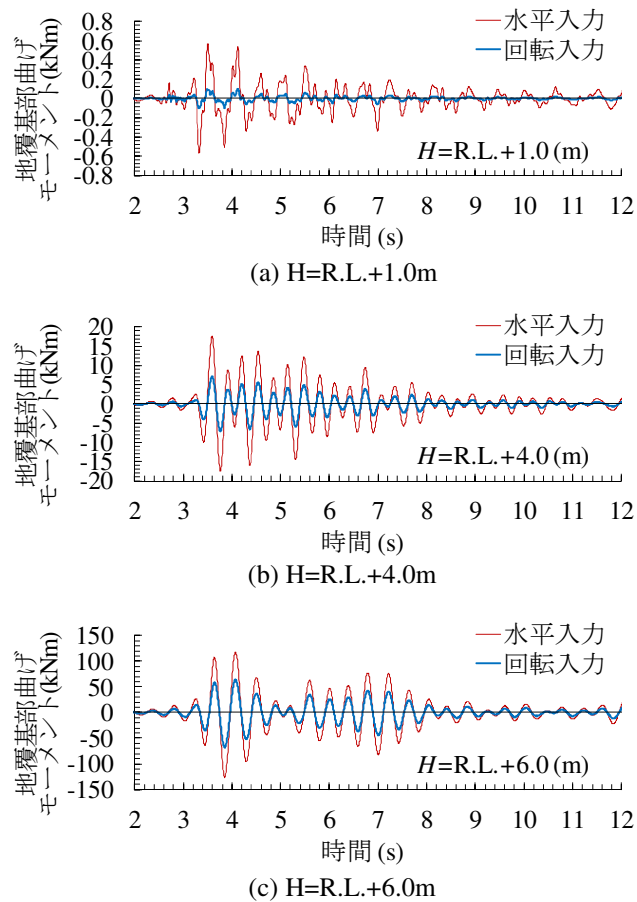 地覆基部曲げ
モーメント(kNm)
0.8
0.6
0.4
0.2
0
-0.2
-0.4
-0.6
-0.8
水平入力
回転入力
H=R.L.+1.0 (m)
2 3 4 5 6 7 8 9 10 11 12
時間 (s)
(a) H=R.L.+1.0m
地覆基部曲げ
モーメント(kNm)
20
15
10
5
0
-5
-10
-15
-20
水平入力
回転入力
H=R.L.+4.0 (m)
2 3 4 5 6 7 8 9 10 11 12
時間 (s)
(b) H=R.L.+4.0m
地覆基部曲げ
モーメント(kNm)
150
100
50
0
-50
-100
-150
水平入力
回転入力
H=R.L.+6.0 (m)
2 3 4 5 6 7 8 9 10 11 12
時間 (s)
(c) H=R.L.+6.0m